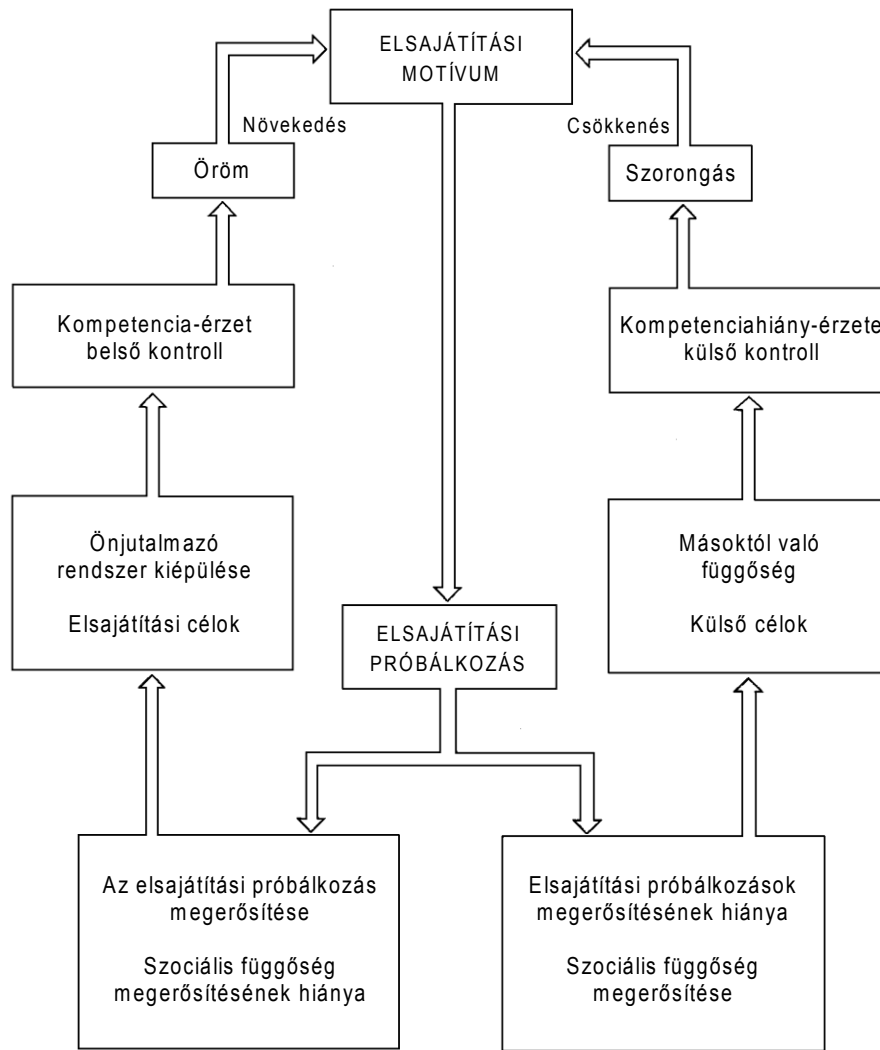 ELSAJÁTÍTÁSI
MOTÍVUM
Növekedés
Csökkenés
Öröm
Szorongás
Kompetencia-érzet
belső kontroll
Kompetenciahiány-érzete
külső kontroll
Önjutalmazó
rendszer kiépülése
Elsajátítási célok
Másoktól való
függőség
Külső célok
ELSAJÁTÍTÁSI
PRÓBÁLKOZÁS
Az elsajátítási próbálkozás
megerősítése
Szociális függőség
megerősítésének hiánya
Elsajátítási próbálkozások
megerősítésének hiánya
Szociális függőség
megerősítése